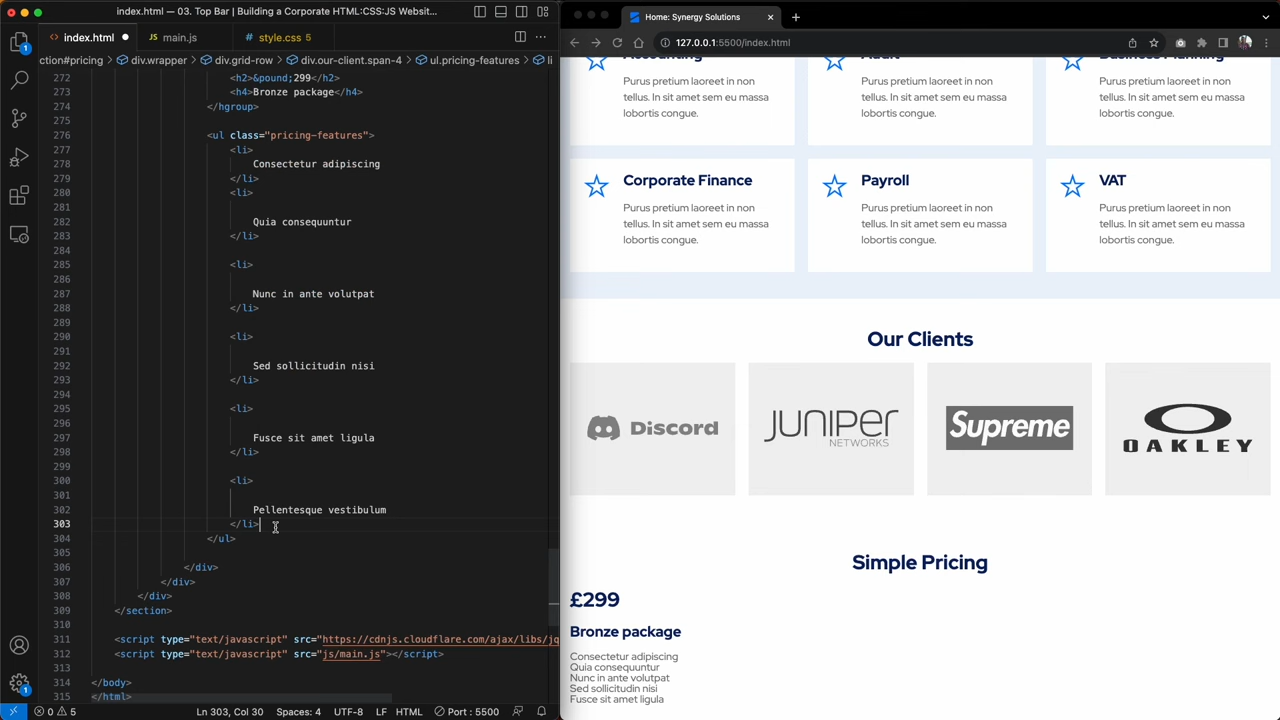 index.html — 03. Top Bar | Building a Corporate HTML:CSS:JS Websit...
index.html
JS main.js
style.css 5
ction#pricing > div.wrapper > div.grid-row > div.our-client.span-4 > ul.pricing-features > li
272 <h2>&pound;299</h2>
273 <h4>Bronze package</h4>
274 </hgroup>
275
276 <ul class="pricing-features">
277 <li>
278 Consectetur adipiscing
279 </li>
280 <li>
281
282 Quia consequuntur
283 </li>
284
285 <li>
286
287 Nunc in ante volutpat
288 </li>
289
290 <li>
291
292 Sed sollicitudin nisi
293 </li>
294
295 <li>
296
297 Fusce sit amet ligula
298 </li>
299
300 <li>
301
302 Pellentesque vestibulum
303 </li>
304 </ul>
305
306 </div>
307 </div>
308 </div>
309 </section>
310
311 <script type="text/javascript" src="https://cdnjs.cloudflare.com/ajax/libs/jq
312 <script type="text/javascript" src="js/main.js"></script>
313
314 </body>
315 </html>
1
1
0 5
Ln 303, Col 30 Spaces: 4 UTF-8 LF HTML Port : 5500
Home: Synergy Solutions
127.0.0.1:5500/index.html
Accounting
Audit
Business Planning
Purus pretium laoreet in non
tellus. In sit amet sem eu massa
lobortis congue.
Purus pretium laoreet in non
tellus. In sit amet sem eu massa
lobortis congue.
Purus pretium laoreet in non
tellus. In sit amet sem eu massa
lobortis congue.
Corporate Finance
Purus pretium laoreet in non
tellus. In sit amet sem eu massa
lobortis congue.
Payroll
Purus pretium laoreet in non
tellus. In sit amet sem eu massa
lobortis congue.
VAT
Purus pretium laoreet in non
tellus. In sit amet sem eu massa
lobortis congue.
Our Clients
Discord
JUNIPER
NETWORKS
Supreme
OAKLEY
Simple Pricing
£299
Bronze package
Consectetur adipiscing
Quia consequuntur
Nunc in ante volutpat
Sed sollicitudin nisi
Fusce sit amet ligula